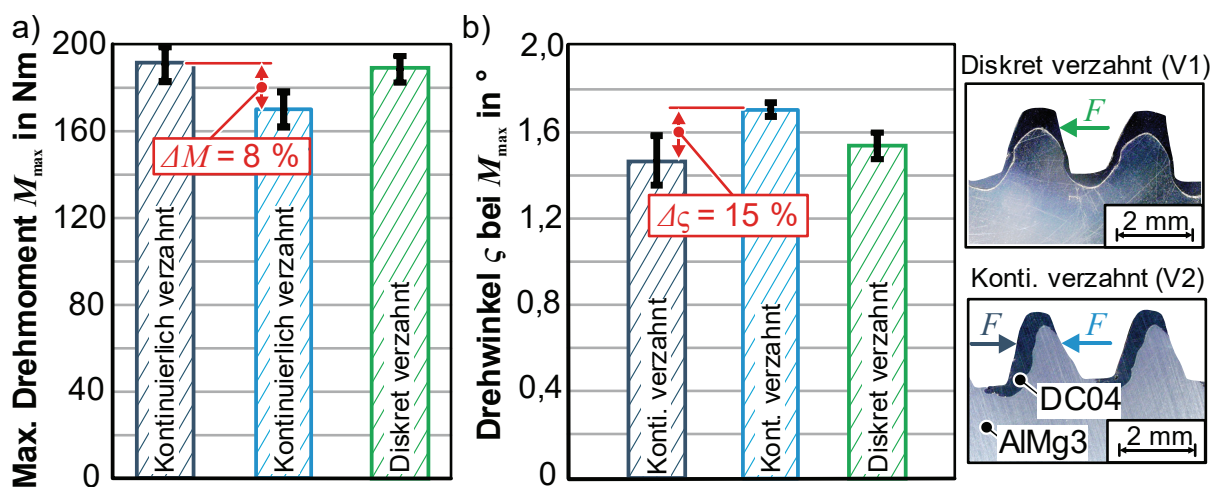 a)
Max. Drehmoment M_max in Nm
200
160
120
80
40
0
ΔM = 8 %
Kontinuierlich verzahnt
Kontinuierlich verzahnt
Diskret verzahnt
b)
Drehwinkel ς bei M_max in °
2,0
1,6
1,2
0,8
0,4
0
Δς = 15 %
Konti. verzahnt
Kont. verzahnt
Diskret verzahnt
Diskret verzahnt (V1)
F
2 mm
Konti. verzahnt (V2)
F
F
DC04
AlMg3
2 mm